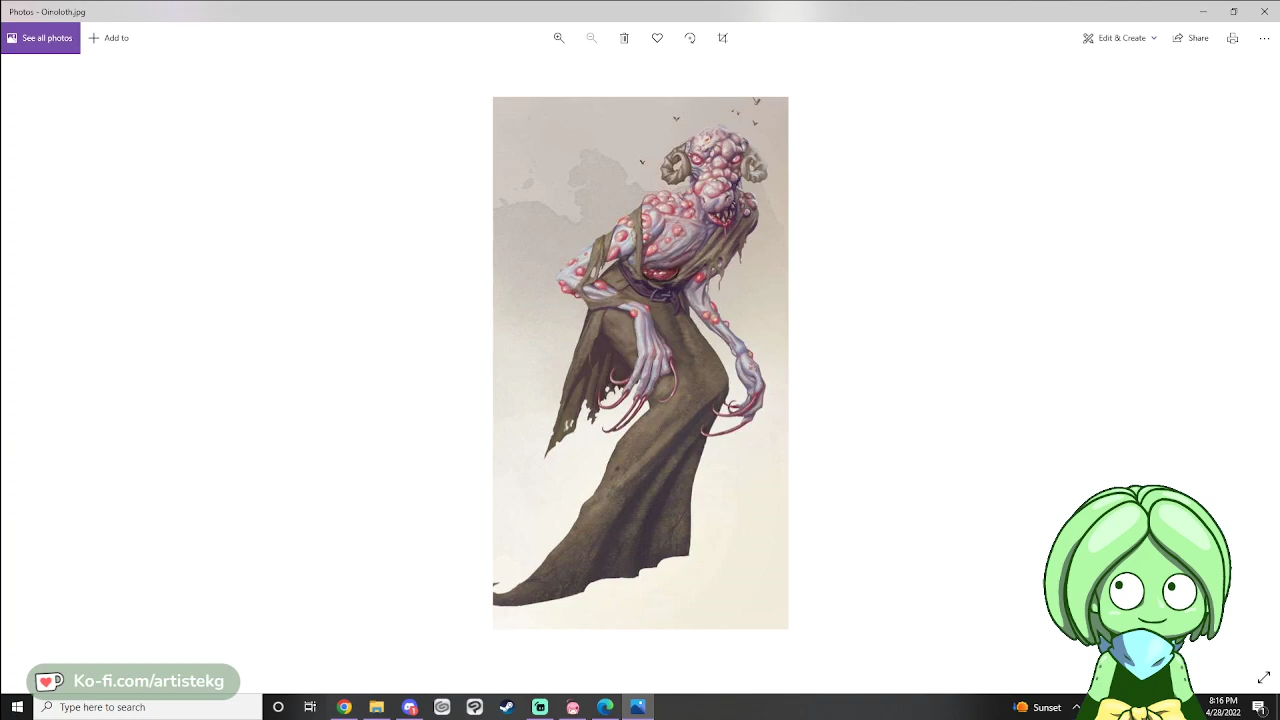 Photos - Oinoloth.jpg
See all photos
Add to
Edit & Create
Share
Ko-fi.com/artistekg
Type here to search
Sunset
8:16 PM
4/28/2022